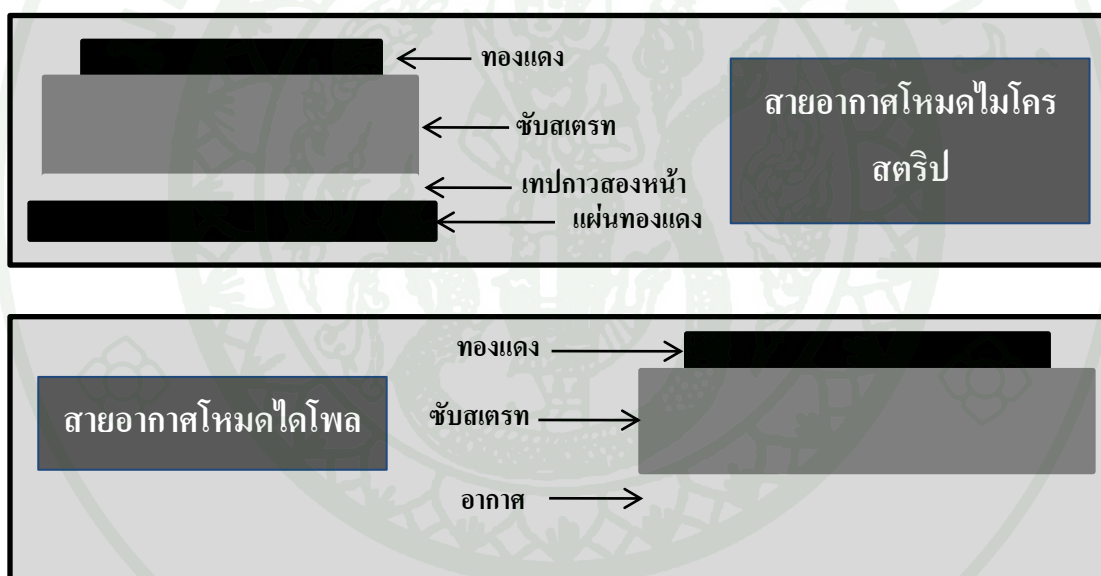 ทองแดง
ซับสเตรท
เทปกาวสองหน้า
แผ่นทองแดง
สายอากาศโหมดไมโคร
สตริป
ทองแดง
ซับสเตรท
อากาศ
สายอากาศโหมดไดโพล